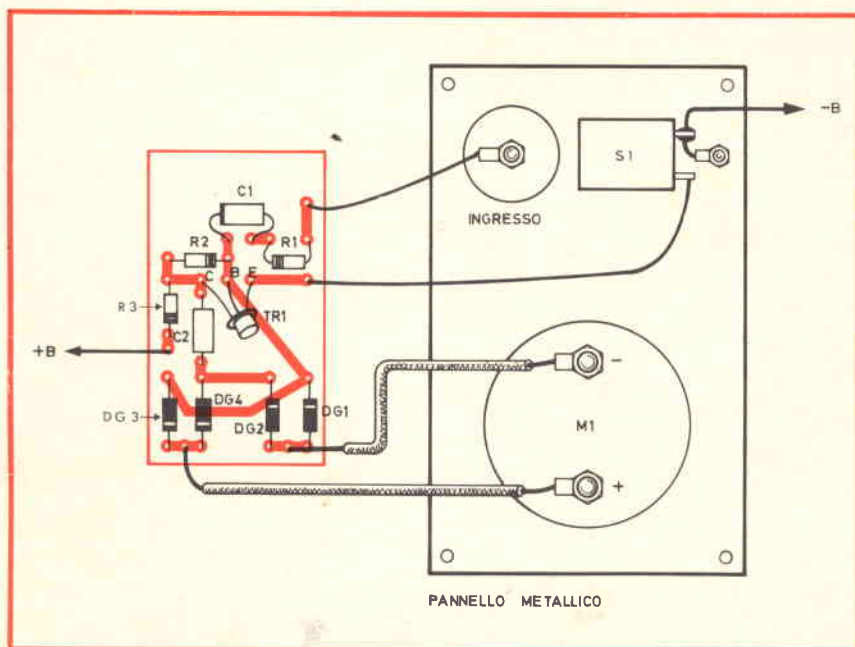 -B
S1
C1
INGRESSO
R2
R1
C
B
E
R3
TR1
C2
+B
-
DG4
DG3
DG2
DG1
M1
+
PANNELLO METALLICO